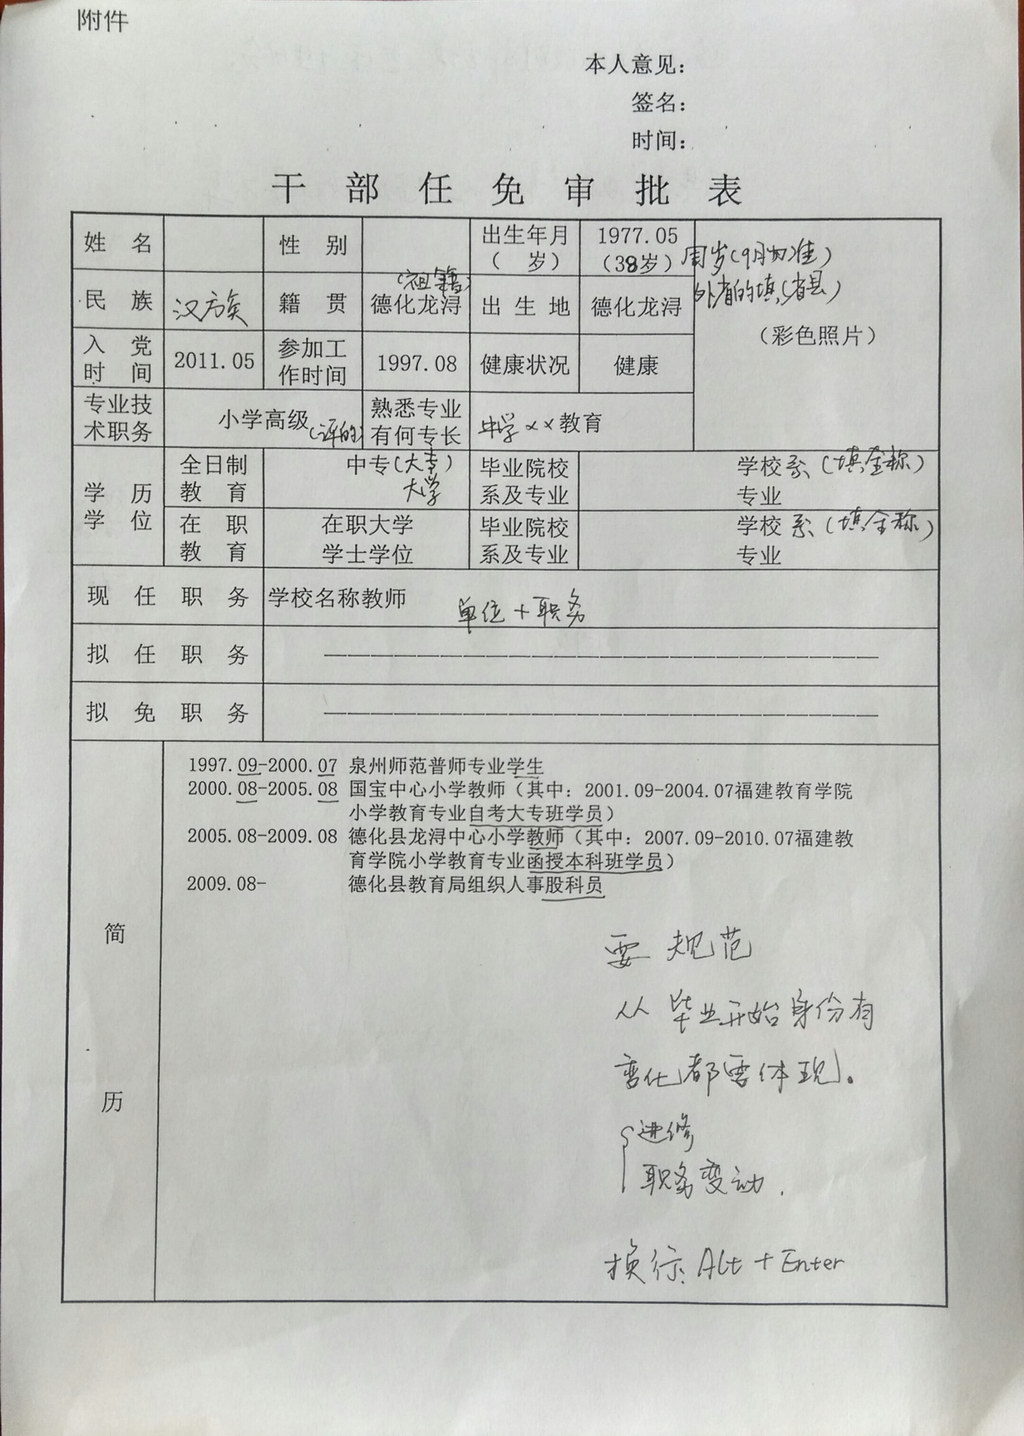 附件
本人意见：
签名：
时间：
干部任免审批表
姓名
性别
出生年月（ 岁）
1977.05（38岁）
周岁(9月为准)
民族
汉族
籍贯
(祖籍)
德化龙浔
出生地
德化龙浔
外省的填(省县)
（彩色照片）
入党时间
2011.05
参加工作时间
1997.08
健康状况
健康
专业技术职务
小学高级
(评的)
熟悉专业有何专长
中学××教育
学历学位
全日制教育
中专(大专)
大学
毕业院校系及专业
学校系(填全称)
专业
在职教育
在职大学
学士学位
毕业院校系及专业
学校系(填全称)
专业
现任职务
学校名称教师
单位+职务
拟任职务
————————————————————————
拟免职务
————————————————————————
简历
1997.09-2000.07 泉州师范普师专业学生
2000.08-2005.08 国宝中心小学教师（其中：2001.09-2004.07福建教育学院
小学教育专业自考大专班学员）
2005.08-2009.08 德化县龙浔中心小学教师（其中：2007.09-2010.07福建教
育学院小学教育专业函授本科班学员）
2009.08- 德化县教育局组织人事股科员
要规范
从毕业开始身份有
变化都要体现。
进修
职务变动.
换行：Alt + Enter